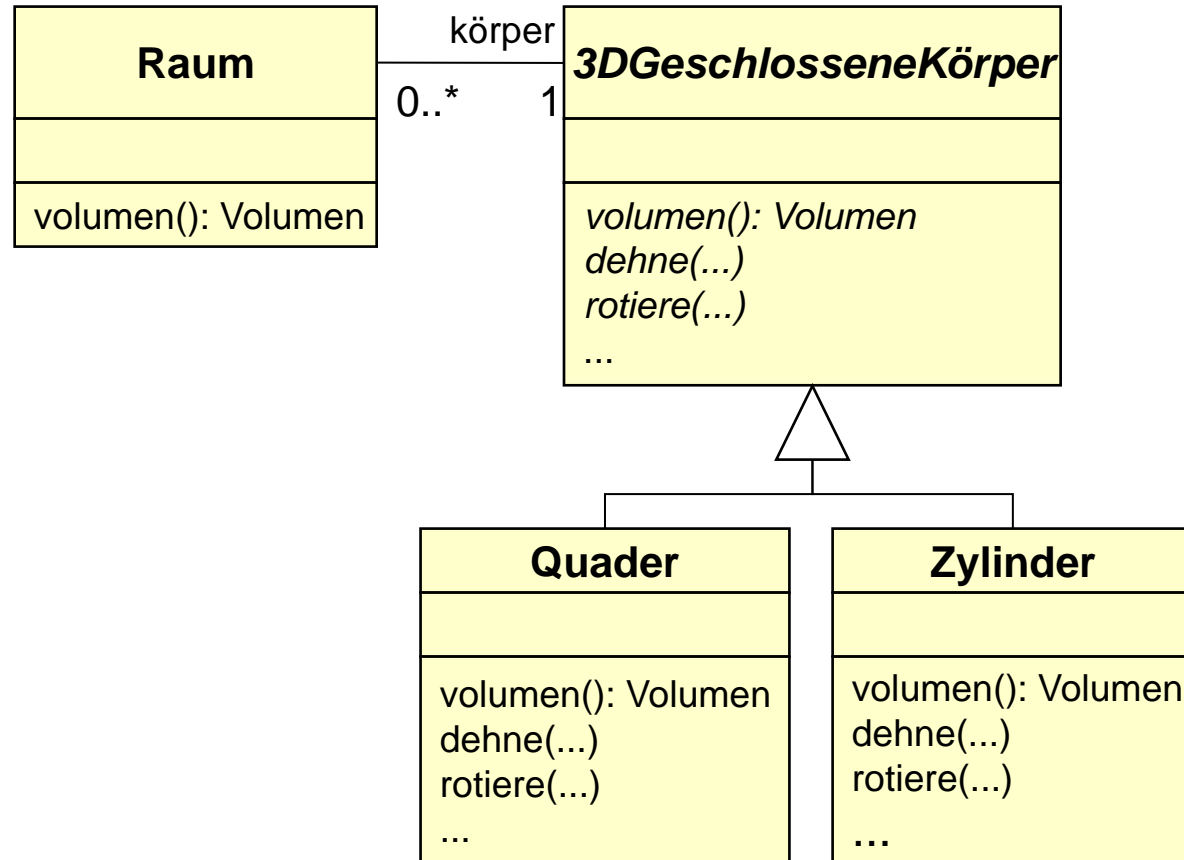 Raum
volumen(): Volumen
körper
0..* 1
3DGeschlosseneKörper
volumen(): Volumen
dehne(...)
rotiere(...)
...
Quader
volumen(): Volumen
dehne(...)
rotiere(...)
...
Zylinder
volumen(): Volumen
dehne(...)
rotiere(...)
...